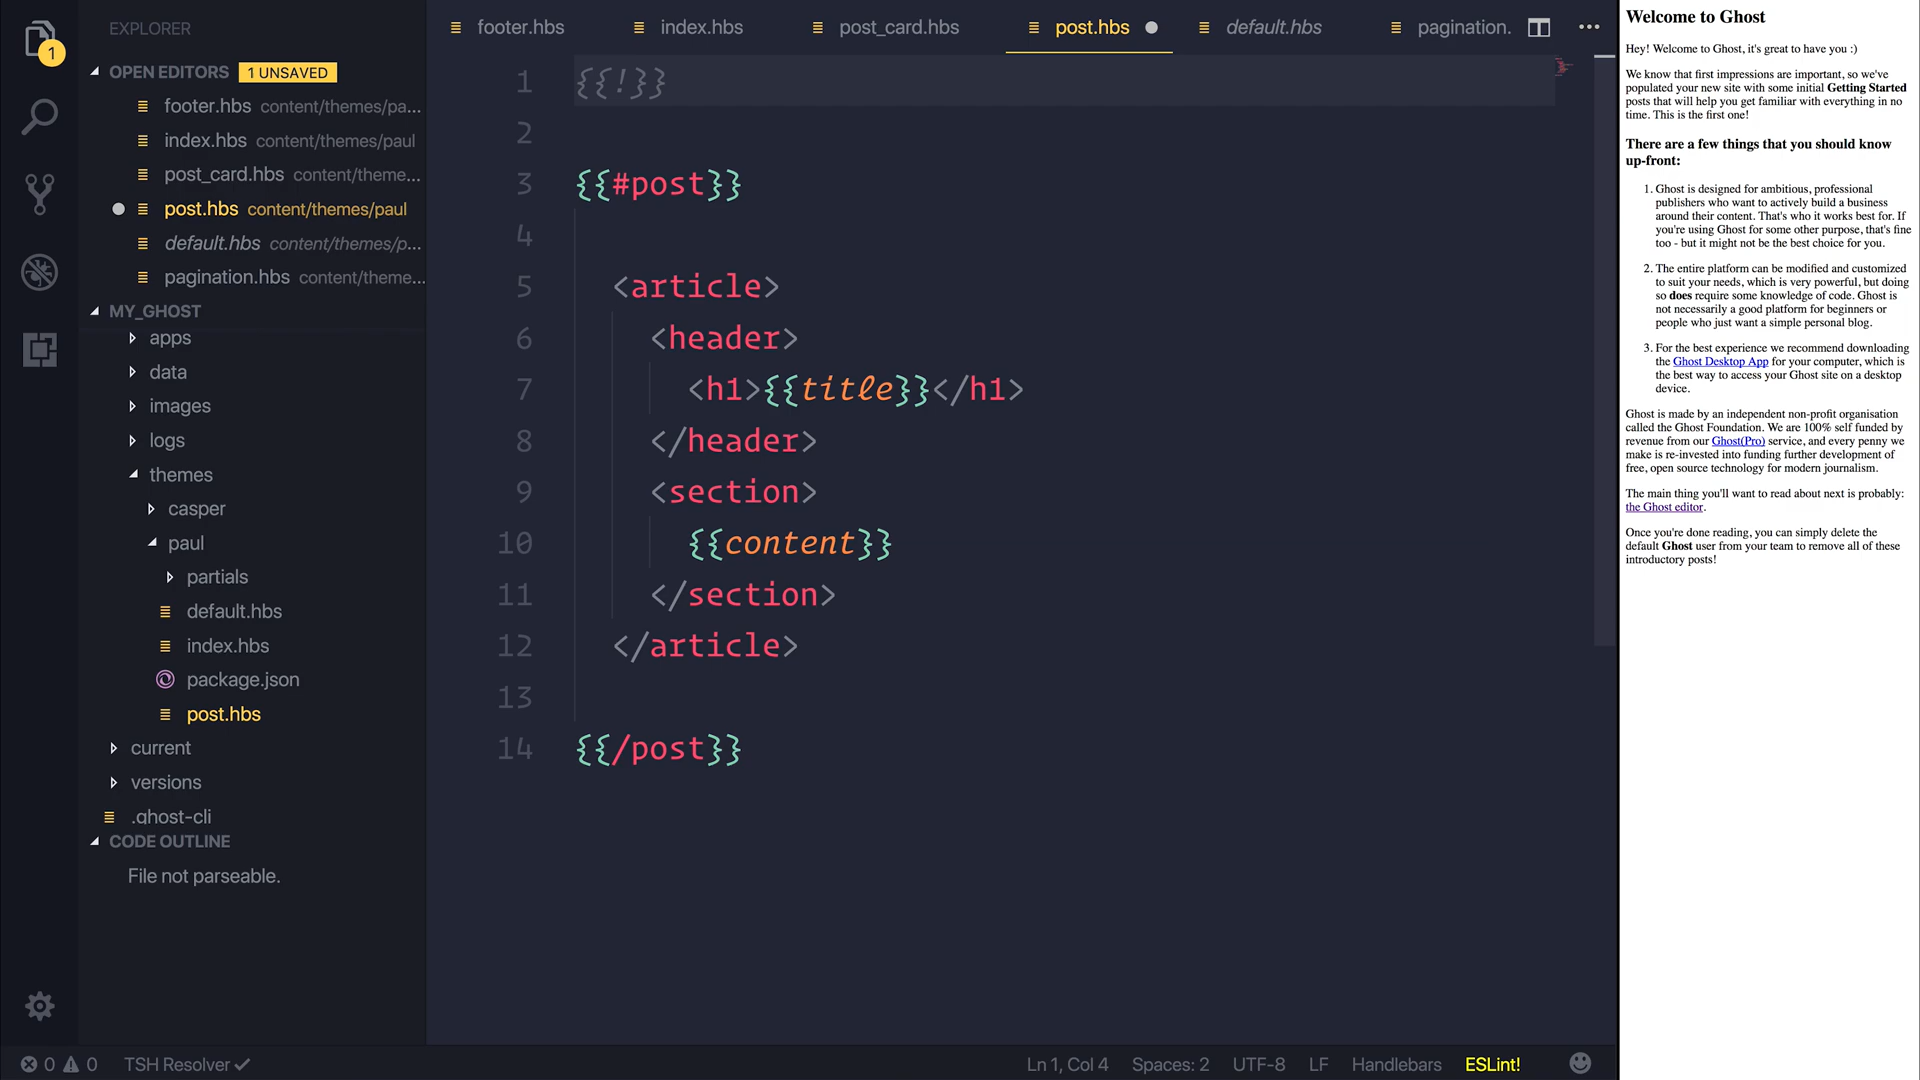 1
EXPLORER
OPEN EDITORS 1 UNSAVED
footer.hbs content/themes/pa...
index.hbs content/themes/paul
post_card.hbs content/theme...
post.hbs content/themes/paul
default.hbs content/themes/p...
pagination.hbs content/theme...
MY_GHOST
apps
data
images
logs
themes
casper
paul
partials
default.hbs
index.hbs
package.json
post.hbs
current
versions
.ghost-cli
CODE OUTLINE
File not parseable.
footer.hbs index.hbs post_card.hbs post.hbs default.hbs pagination. ...
1 {{!}}
2
3 {{#post}}
4
5 <article>
6 <header>
7 <h1>{{title}}</h1>
8 </header>
9 <section>
10 {{content}}
11 </section>
12 </article>
13
14 {{/post}}
Welcome to Ghost
Hey! Welcome to Ghost, it's great to have you :)
We know that first impressions are important, so we've
populated your new site with some initial Getting Started
posts that will help you get familiar with everything in no
time. This is the first one!
There are a few things that you should know
up-front:
1. Ghost is designed for ambitious, professional
publishers who want to actively build a business
around their content. That's who it works best for. If
you're using Ghost for some other purpose, that's fine
too - but it might not be the best choice for you.
2. The entire platform can be modified and customized
to suit your needs, which is very powerful, but doing
so does require some knowledge of code. Ghost is
not necessarily a good platform for beginners or
people who just want a simple personal blog.
3. For the best experience we recommend downloading
the Ghost Desktop App for your computer, which is
the best way to access your Ghost site on a desktop
device.
Ghost is made by an independent non-profit organisation
called the Ghost Foundation. We are 100% self funded by
revenue from our Ghost(Pro) service, and every penny we
make is re-invested into funding further development of
free, open source technology for modern journalism.
The main thing you'll want to read about next is probably:
the Ghost editor.
Once you're done reading, you can simply delete the
default Ghost user from your team to remove all of these
introductory posts!
0 0 TSH Resolver Ln 1, Col 4 Spaces: 2 UTF-8 LF Handlebars ESLint!